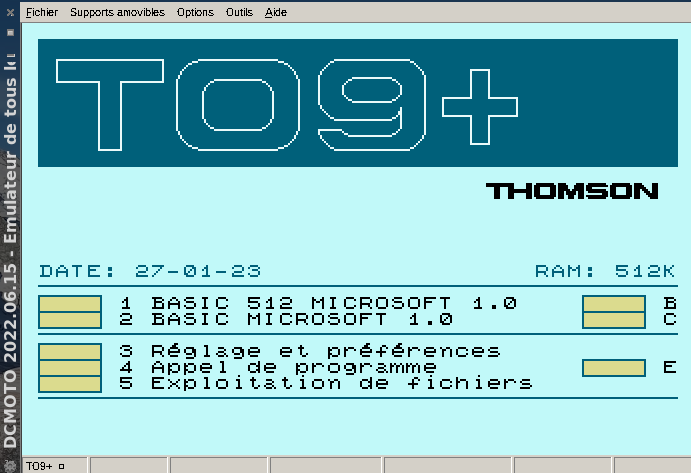 Fichier Supports amovibles Options Outils Aide
DCMOTO 2022.06.15 - Emulateur de tous
TO9+
THOMSON
DATE: 27-01-23 RAM: 512K
1 BASIC 512 MICROSOFT 1.0 B
2 BASIC MICROSOFT 1.0 C
3 Réglage et préférences
4 Appel de programme E
5 Exploitation de fichiers
TO9+